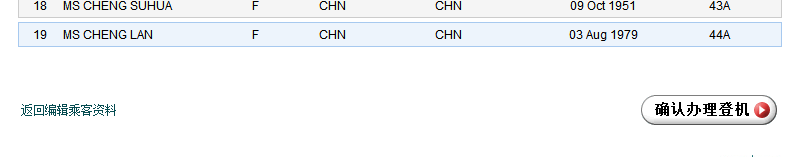 18 MS CHENG SUHUA F CHN CHN 09 Oct 1951 43A
19 MS CHENG LAN F CHN CHN 03 Aug 1979 44A
返回编辑乘客资料 确认办理登机